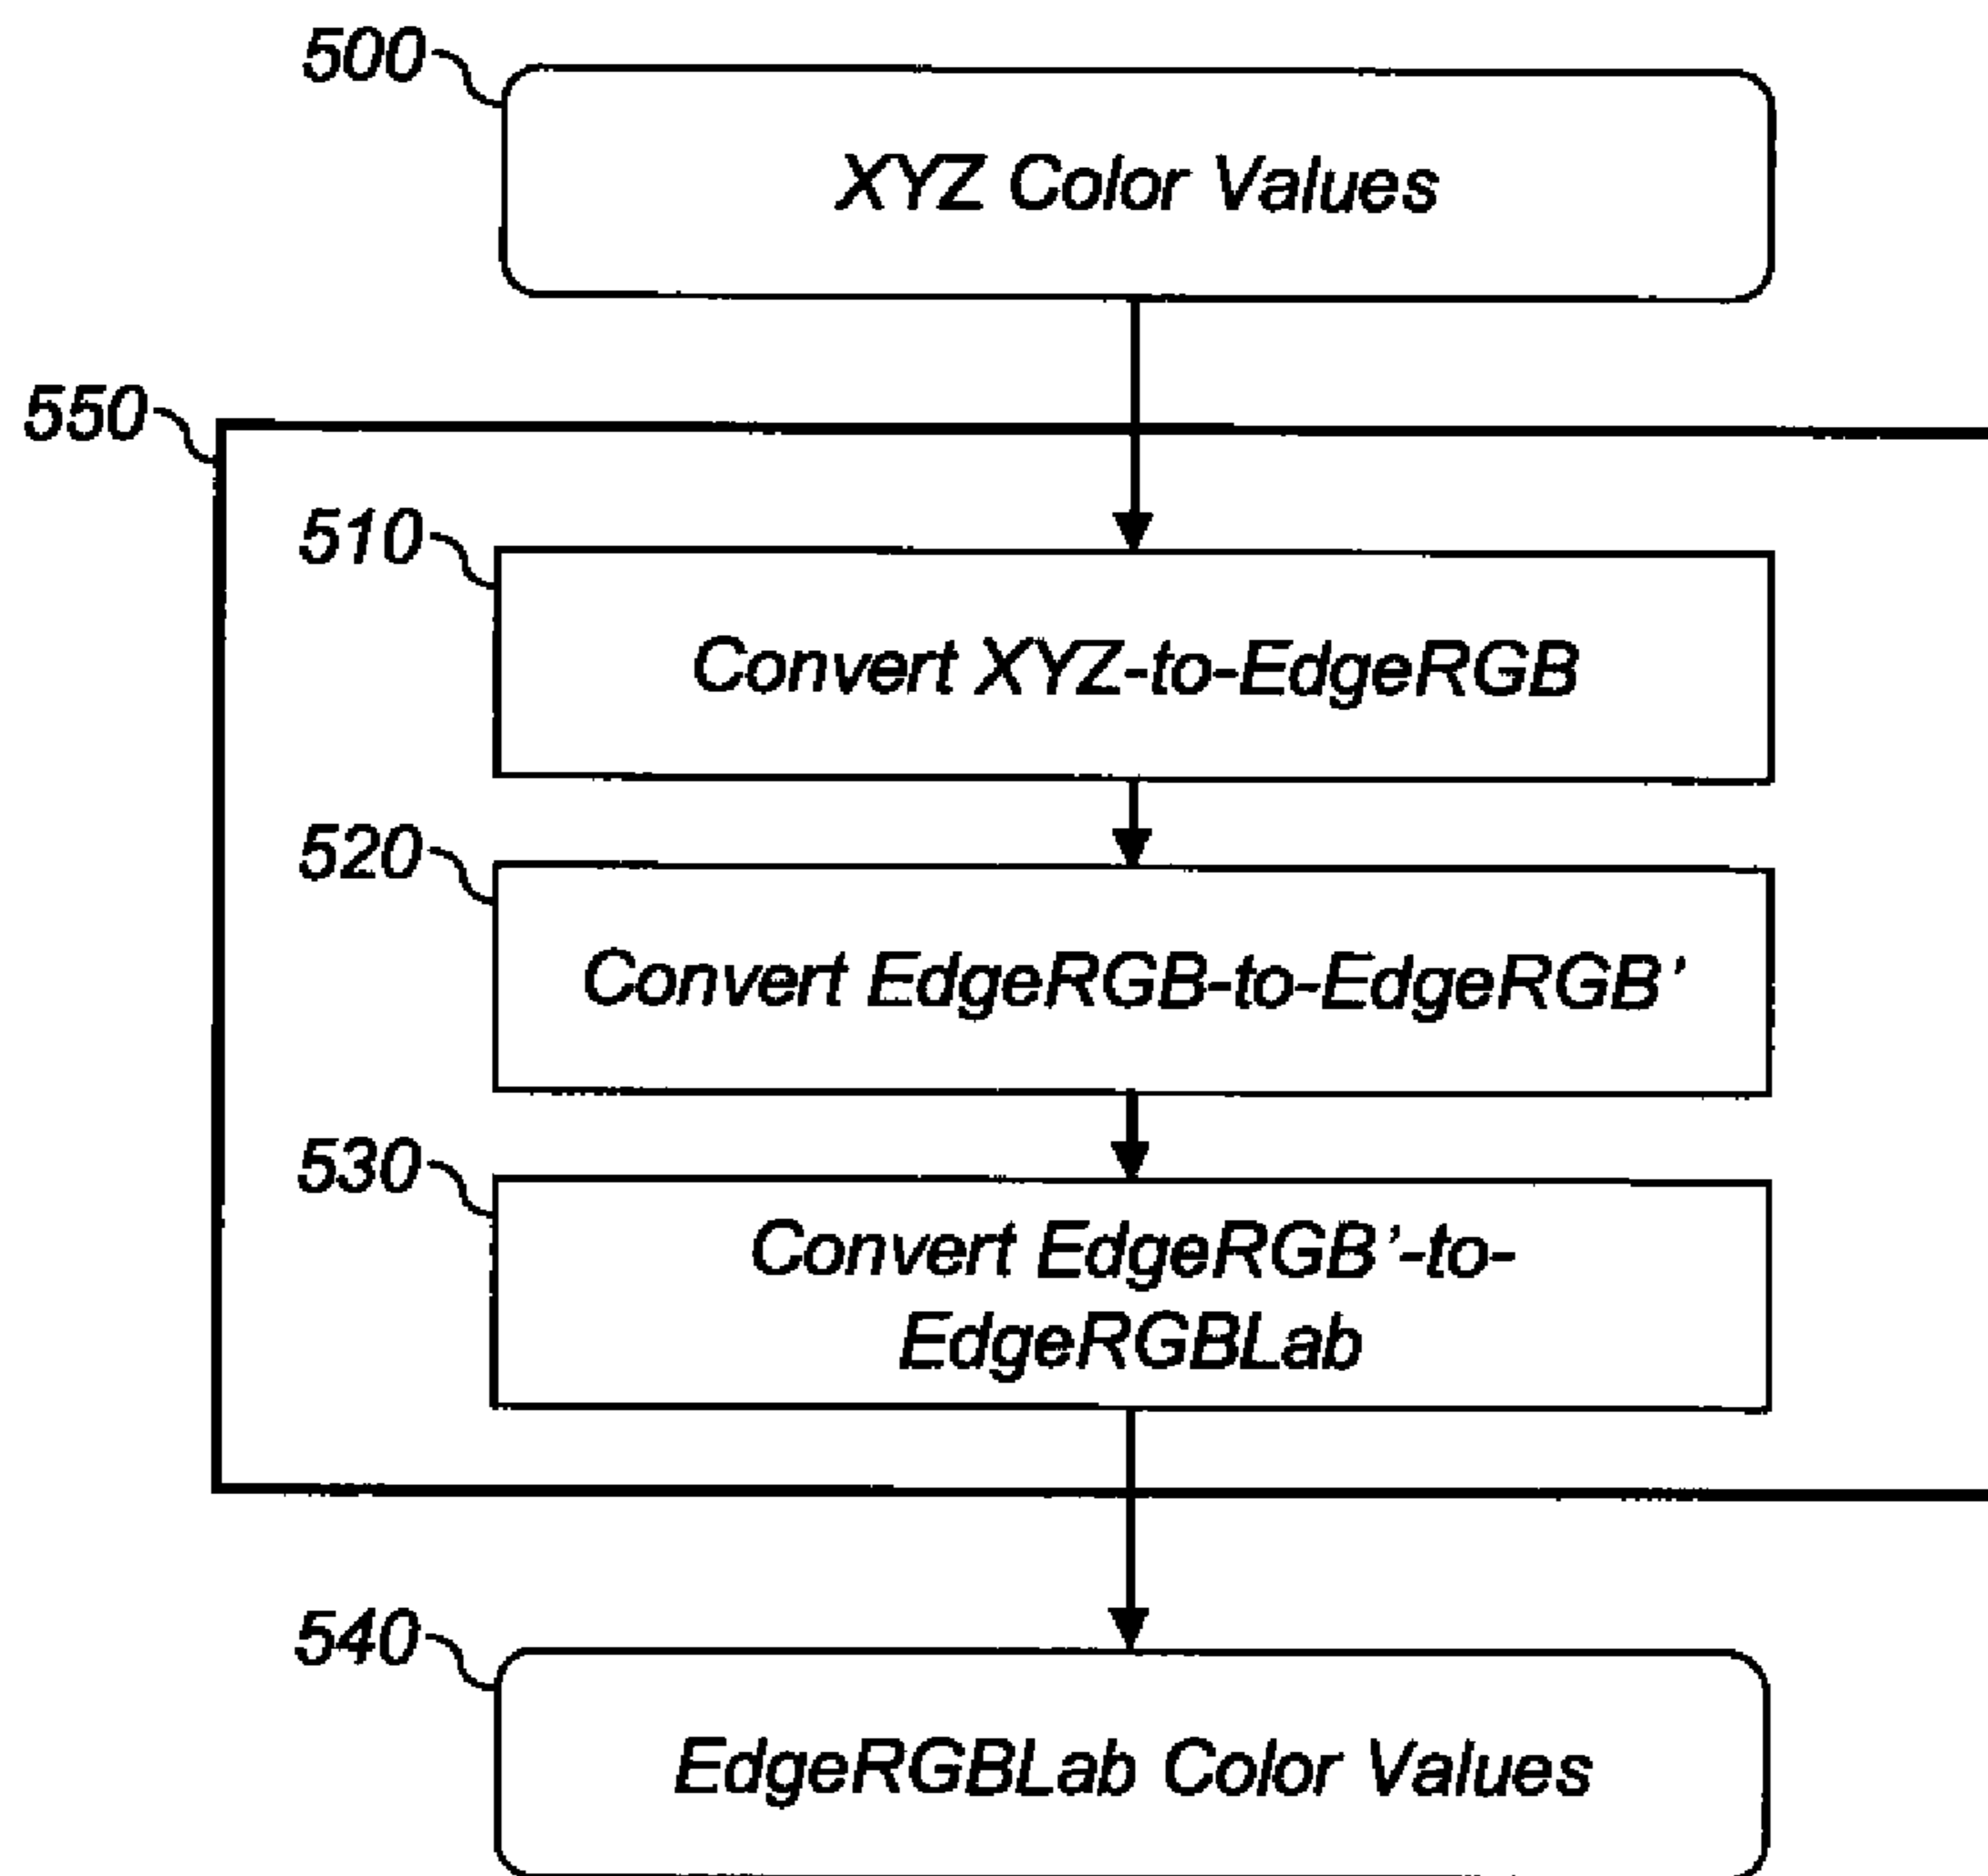 500
XYZ Color Values
550
510
Convert XYZ-to-EdgeRGB
520
Convert EdgeRGB-to-EdgeRGB’
530
Convert EdgeRGB’-to-
EdgeRGBLab
540
EdgeRGBLab Color Values